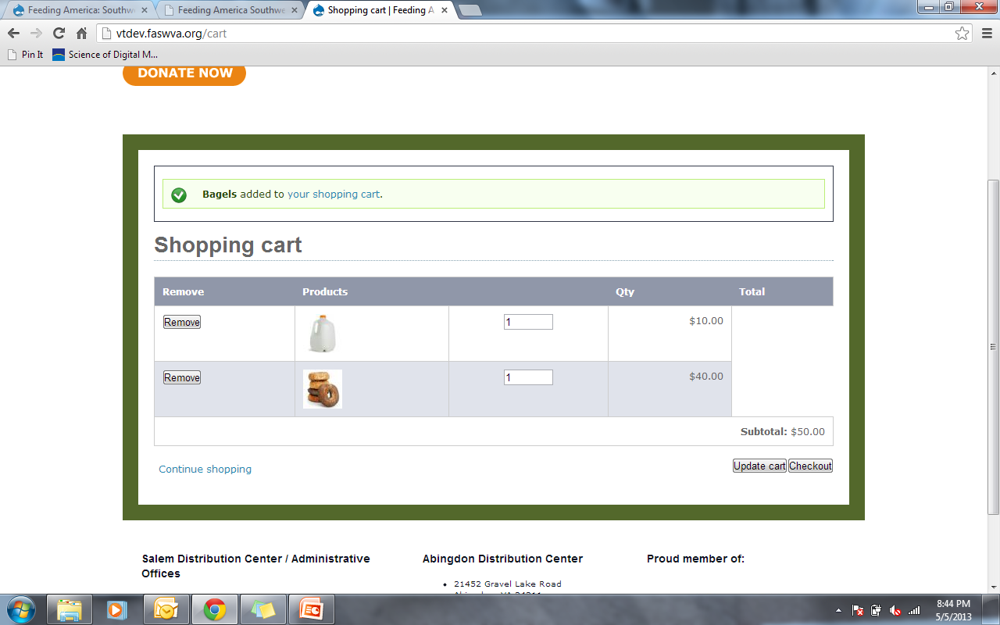 Feeding America: Southwe
Feeding America Southwe
Shopping cart | Feeding A
vtdev.faswva.org/cart
Pin It
Science of Digital M...
DONATE NOW
Bagels added to your shopping cart.
Shopping cart
Remove Products Qty Total
Remove 1 $10.00
Remove 1 $40.00
Subtotal: $50.00
Continue shopping
Update cart Checkout
Salem Distribution Center / Administrative
Offices
Abingdon Distribution Center
• 21452 Gravel Lake Road
Proud member of:
8:44 PM
5/5/2013